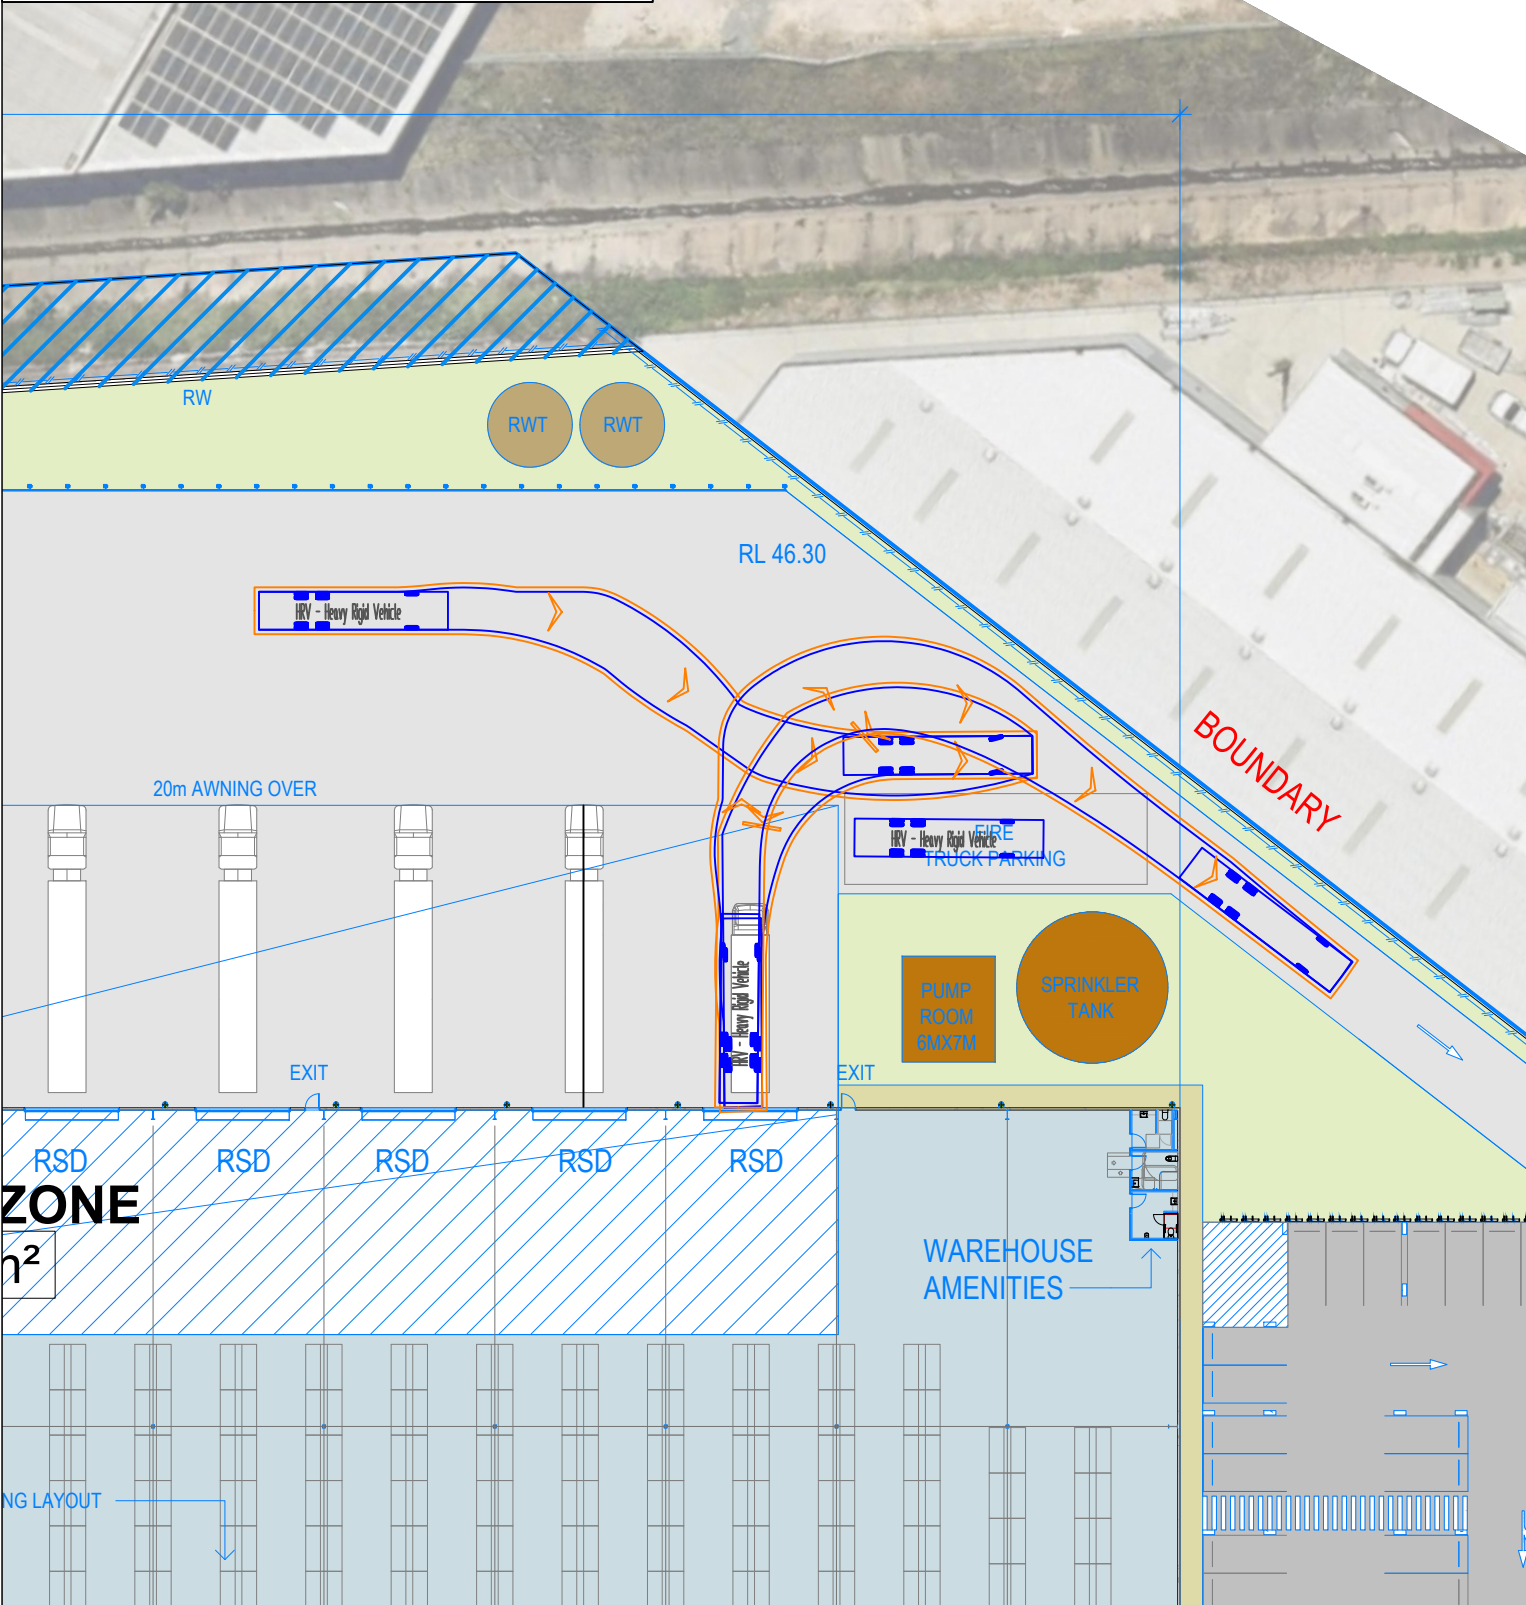 RW
RWT
RWT
RL 46.30
HRV - Heavy Rigid Vehicle
BOUNDARY
20m AWNING OVER
HRV - Heavy Rigid Vehicle
FIRE
TRUCK PARKING
HRV - Heavy Rigid Vehicle
PUMP
ROOM
6MX7M
SPRINKLER
TANK
EXIT
EXIT
RSD
RSD
RSD
RSD
RSD
ZONE
m²
WAREHOUSE
AMENITIES
NG LAYOUT